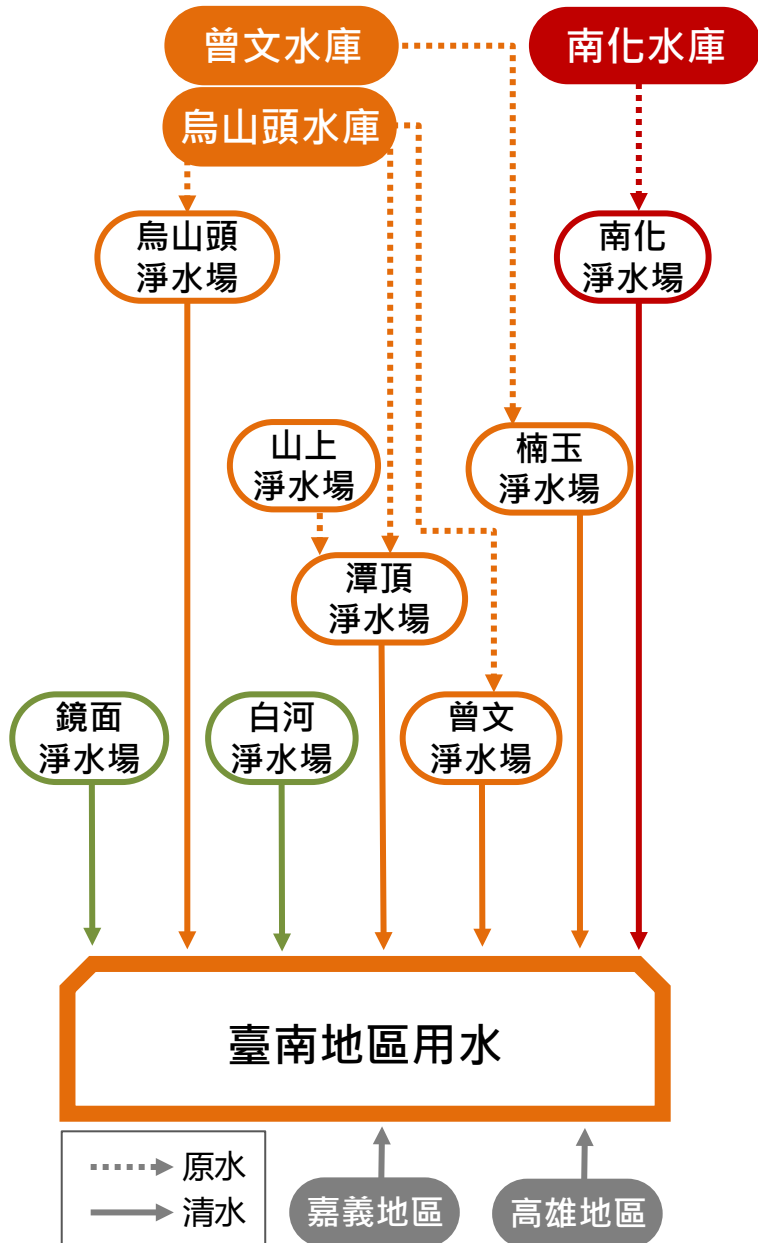 曾文水庫
南化水庫
烏山頭水庫
烏山頭
淨水場
南化
淨水場
山上
淨水場
楠玉
淨水場
潭頂
淨水場
鏡面
淨水場
白河
淨水場
曾文
淨水場
臺南地區用水
原水
清水
嘉義地區
高雄地區